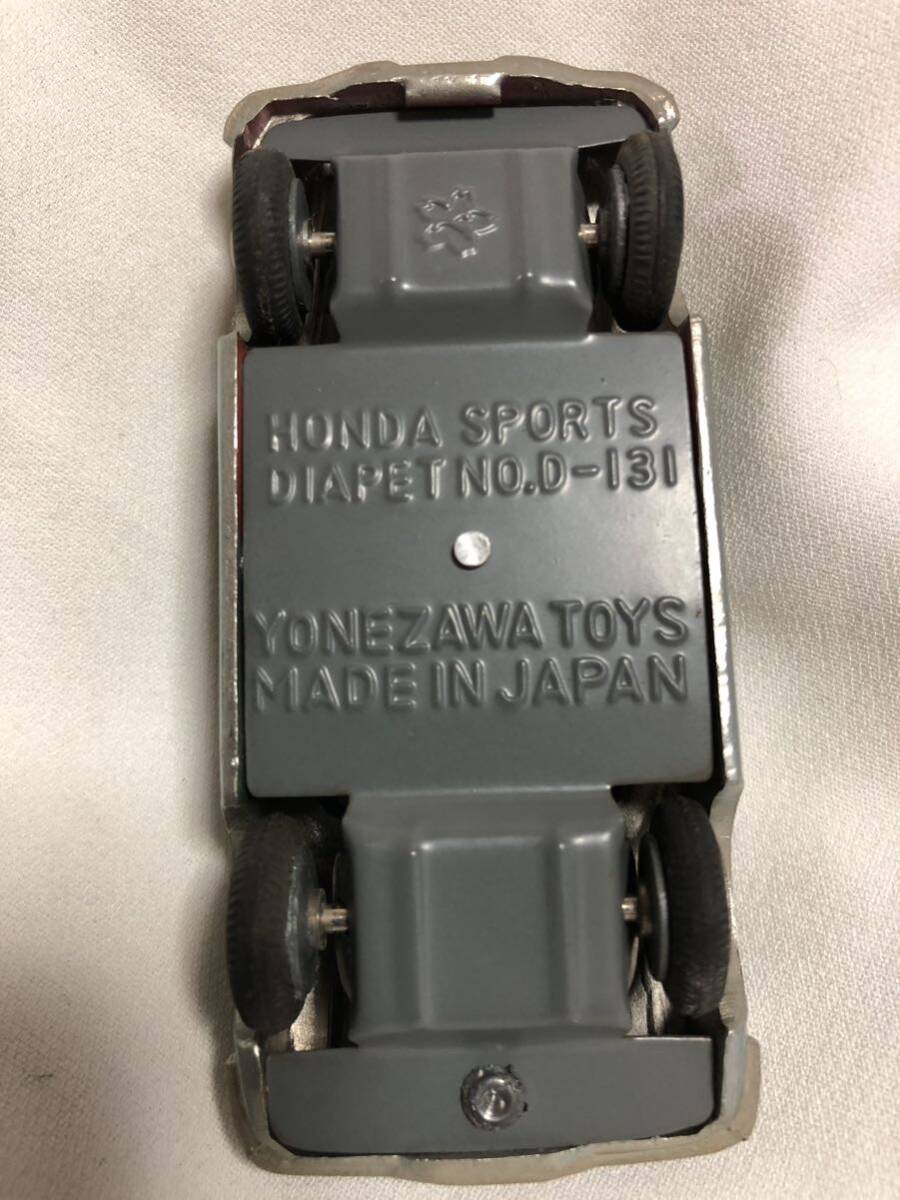 HONDA SPORTS
DIAPET NO.D-131
YONEZAWA TOYS
MADE IN JAPAN